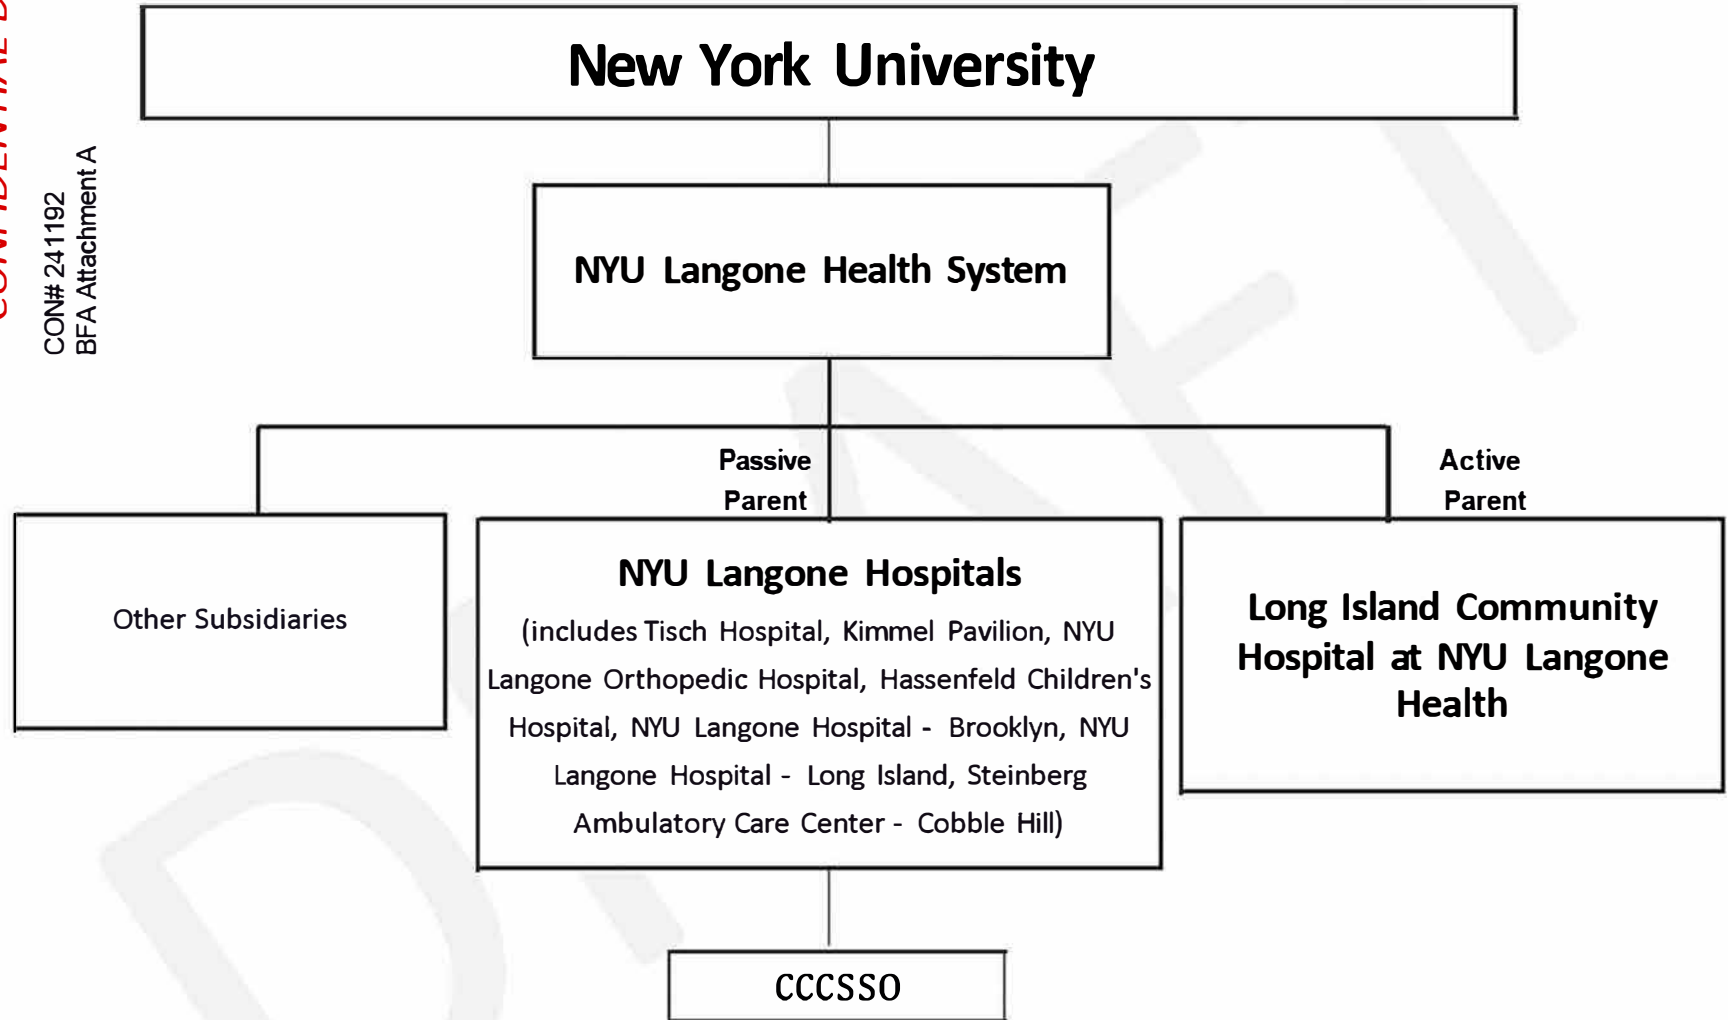 New York University
CONFIDENTIAL
CON# 241192
BFA Attachment A
NYU Langone Health System
Passive
Parent
Active
Parent
Other Subsidiaries
NYU Langone Hospitals
(includes Tisch Hospital, Kimmel Pavilion, NYU
Langone Orthopedic Hospital, Hassenfeld Children's
Hospital, NYU Langone Hospital - Brooklyn, NYU
Langone Hospital - Long Island, Steinberg
Ambulatory Care Center - Cobble Hill)
Long Island Community
Hospital at NYU Langone
Health
CCCSSO
DRAFT